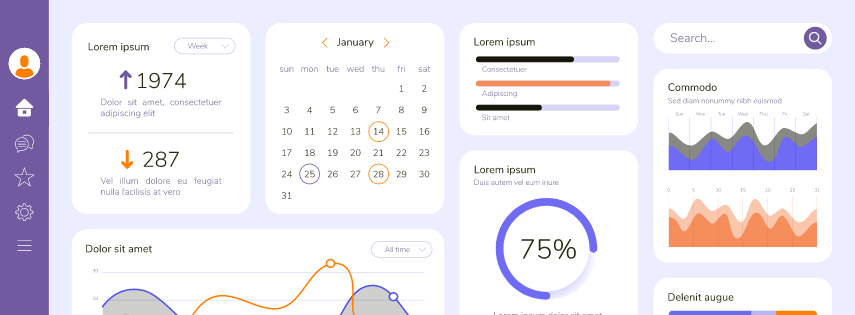 Lorem ipsum
Week
1974
Dolor sit amet, consectetuer
adipiscing elit
287
Vel illum dolore eu feugiat
nulla facilisis at vero
January
sun mon tue wed thu fri sat
1 2
3 4 5 6 7 8 9
10 11 12 13 14 15 16
17 18 19 20 21 22 23
24 25 26 27 28 29 30
31
Dolor sit amet
All time
30
20
Lorem ipsum
Consectetuer
Adipiscing
Sit amet
Lorem ipsum
Duis autem vel eum iriure
75%
Lorem ipsum dolor sit amet
Search...
Commodo
Sed diam nonummy nibh euismod
Sun Mon Tue Wed Thu Fri Sat
0 5 10 15 20 25 31
Delenit augue